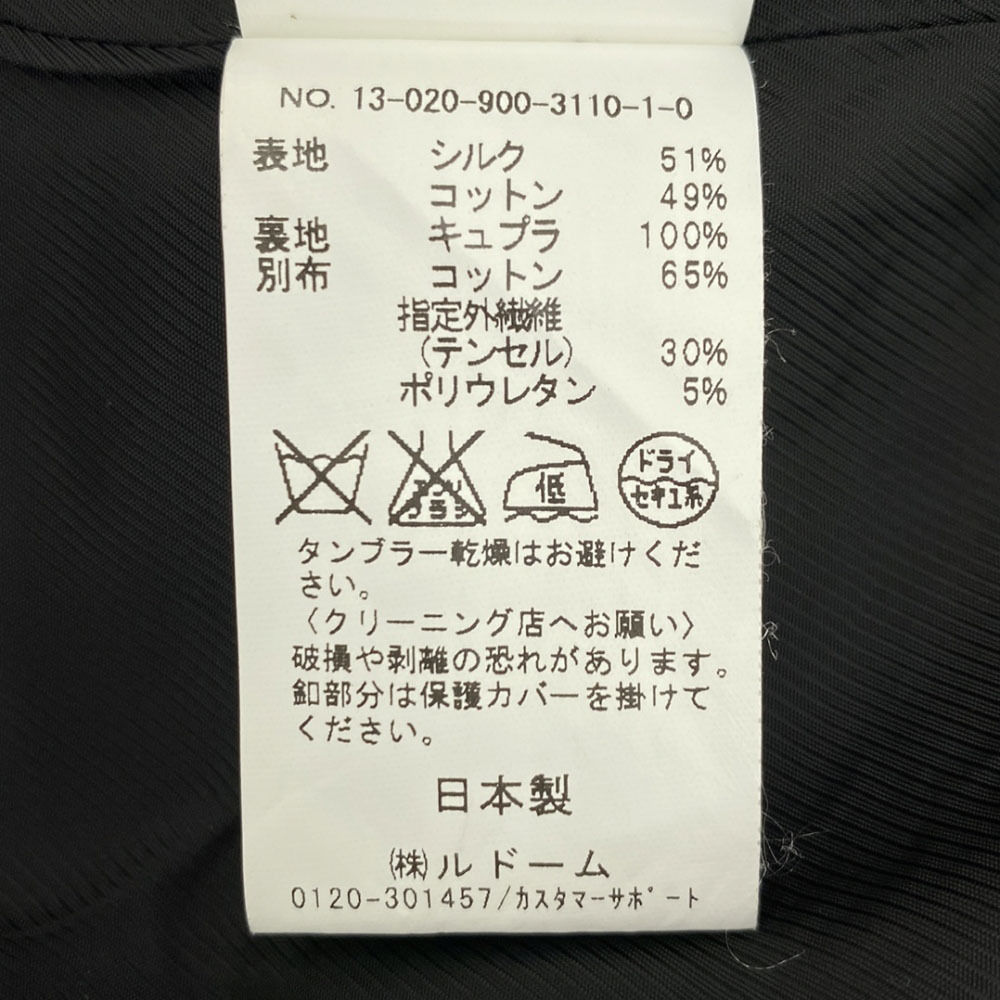 NO. 13-020-900-3110-1-0
表地 シルク 51%
コットン 49%
裏地 キュプラ 100%
別布 コットン 65%
指定外繊維
(テンセル) 30%
ポリウレタン 5%
エンソ
サラシ
低
ドライ
セキユ系
タンブラー乾燥はお避けくだ
さい。
〈クリーニング店へお願い〉
破損や剥離の恐れがあります。
釦部分は保護カバーを掛けて
ください。
日本製
㈱ルドーム
0120-301457/カスタマーサポート